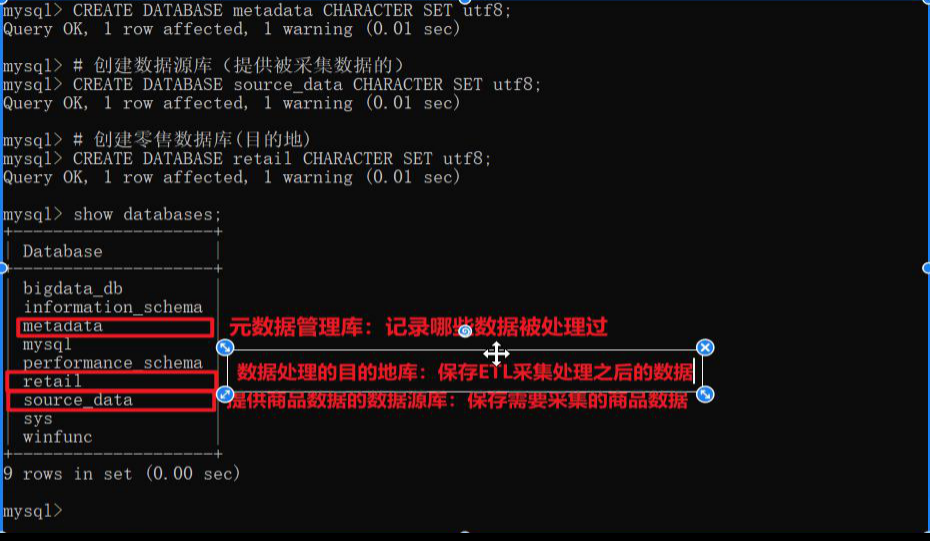 mysql> CREATE DATABASE metadata CHARACTER SET utf8;
Query OK, 1 row affected, 1 warning (0.01 sec)
mysql> # 创建数据源库（提供被采集数据的）
mysql> CREATE DATABASE source_data CHARACTER SET utf8;
Query OK, 1 row affected, 1 warning (0.01 sec)
mysql> # 创建零售数据库(目的地)
mysql> CREATE DATABASE retail CHARACTER SET utf8;
Query OK, 1 row affected, 1 warning (0.01 sec)
mysql> show databases;
+--------------------+
| Database           |
+--------------------+
| bigdata_db         |
| information_schema |
| metadata           | 元数据管理库：记录哪些数据被处理过
| mysql              |
| performance_schema |
| retail             | 数据处理的目的地库：保存ETL采集处理之后的数据
| source_data        | 提供商品数据的数据源库：保存需要采集的商品数据
| sys                |
| winfunc            |
+--------------------+
9 rows in set (0.00 sec)
mysql>